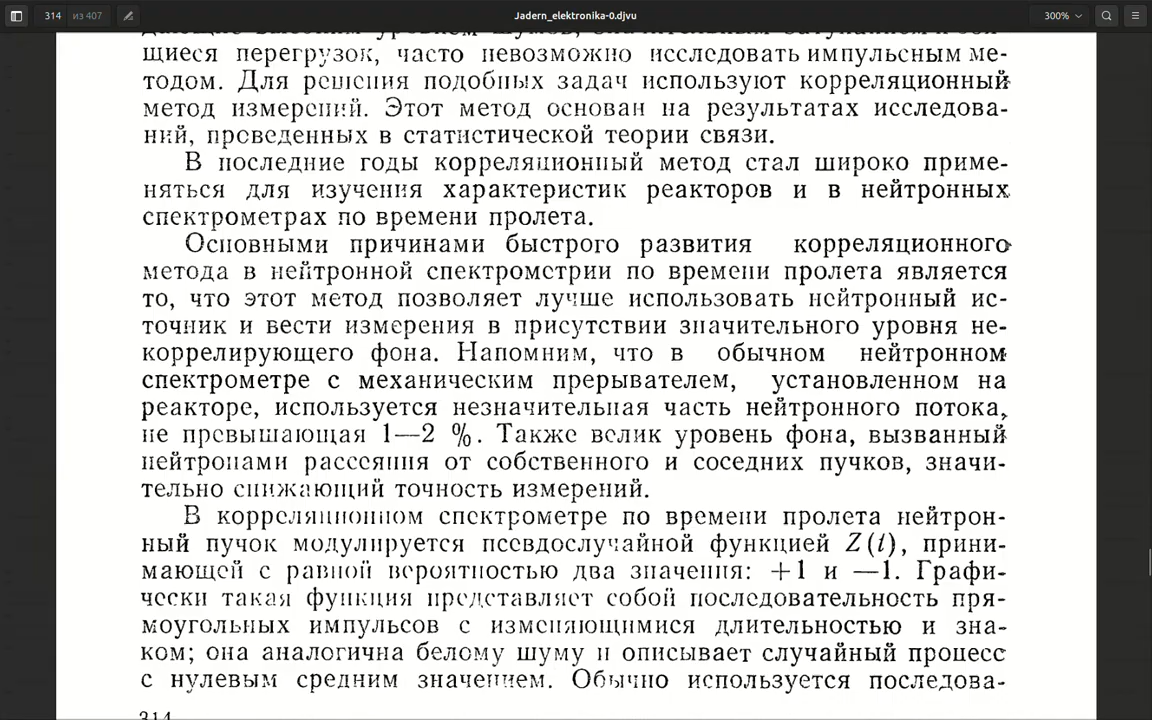 314 из 407
Jadern_elektronika-0.djvu
300%
щиеся перегрузок, часто невозможно исследовать импульсным ме-
тодом. Для решения подобных задач используют корреляционный
метод измерений. Этот метод основан на результатах исследова-
ний, проведенных в статистической теории связи.
В последние годы корреляционный метод стал широко приме-
няться для изучения характеристик реакторов и в нейтронных
спектрометрах по времени пролета.
Основными причинами быстрого развития корреляционного
метода в нейтронной спектрометрии по времени пролета является
то, что этот метод позволяет лучше использовать нейтронный ис-
точник и вести измерения в присутствии значительного уровня не-
коррелирующего фона. Напомним, что в обычном нейтронном
спектрометре с механическим прерывателем, установленном на
реакторе, используется незначительная часть нейтронного потока,
не превышающая 1—2 %. Также велик уровень фона, вызванный
нейтронами рассеяния от собственного и соседних пучков, значи-
тельно снижающий точность измерений.
В корреляционном спектрометре по времени пролета нейтрон-
ный пучок модулируется псевдослучайной функцией Z(t), прини-
мающей с равной вероятностью два значения: +1 и —1. Графи-
чески такая функция представляет собой последовательность пря-
моугольных импульсов с изменяющимися длительностью и зна-
ком; она аналогична белому шуму и описывает случайный процесс
с нулевым средним значением. Обычно используется последова-
314